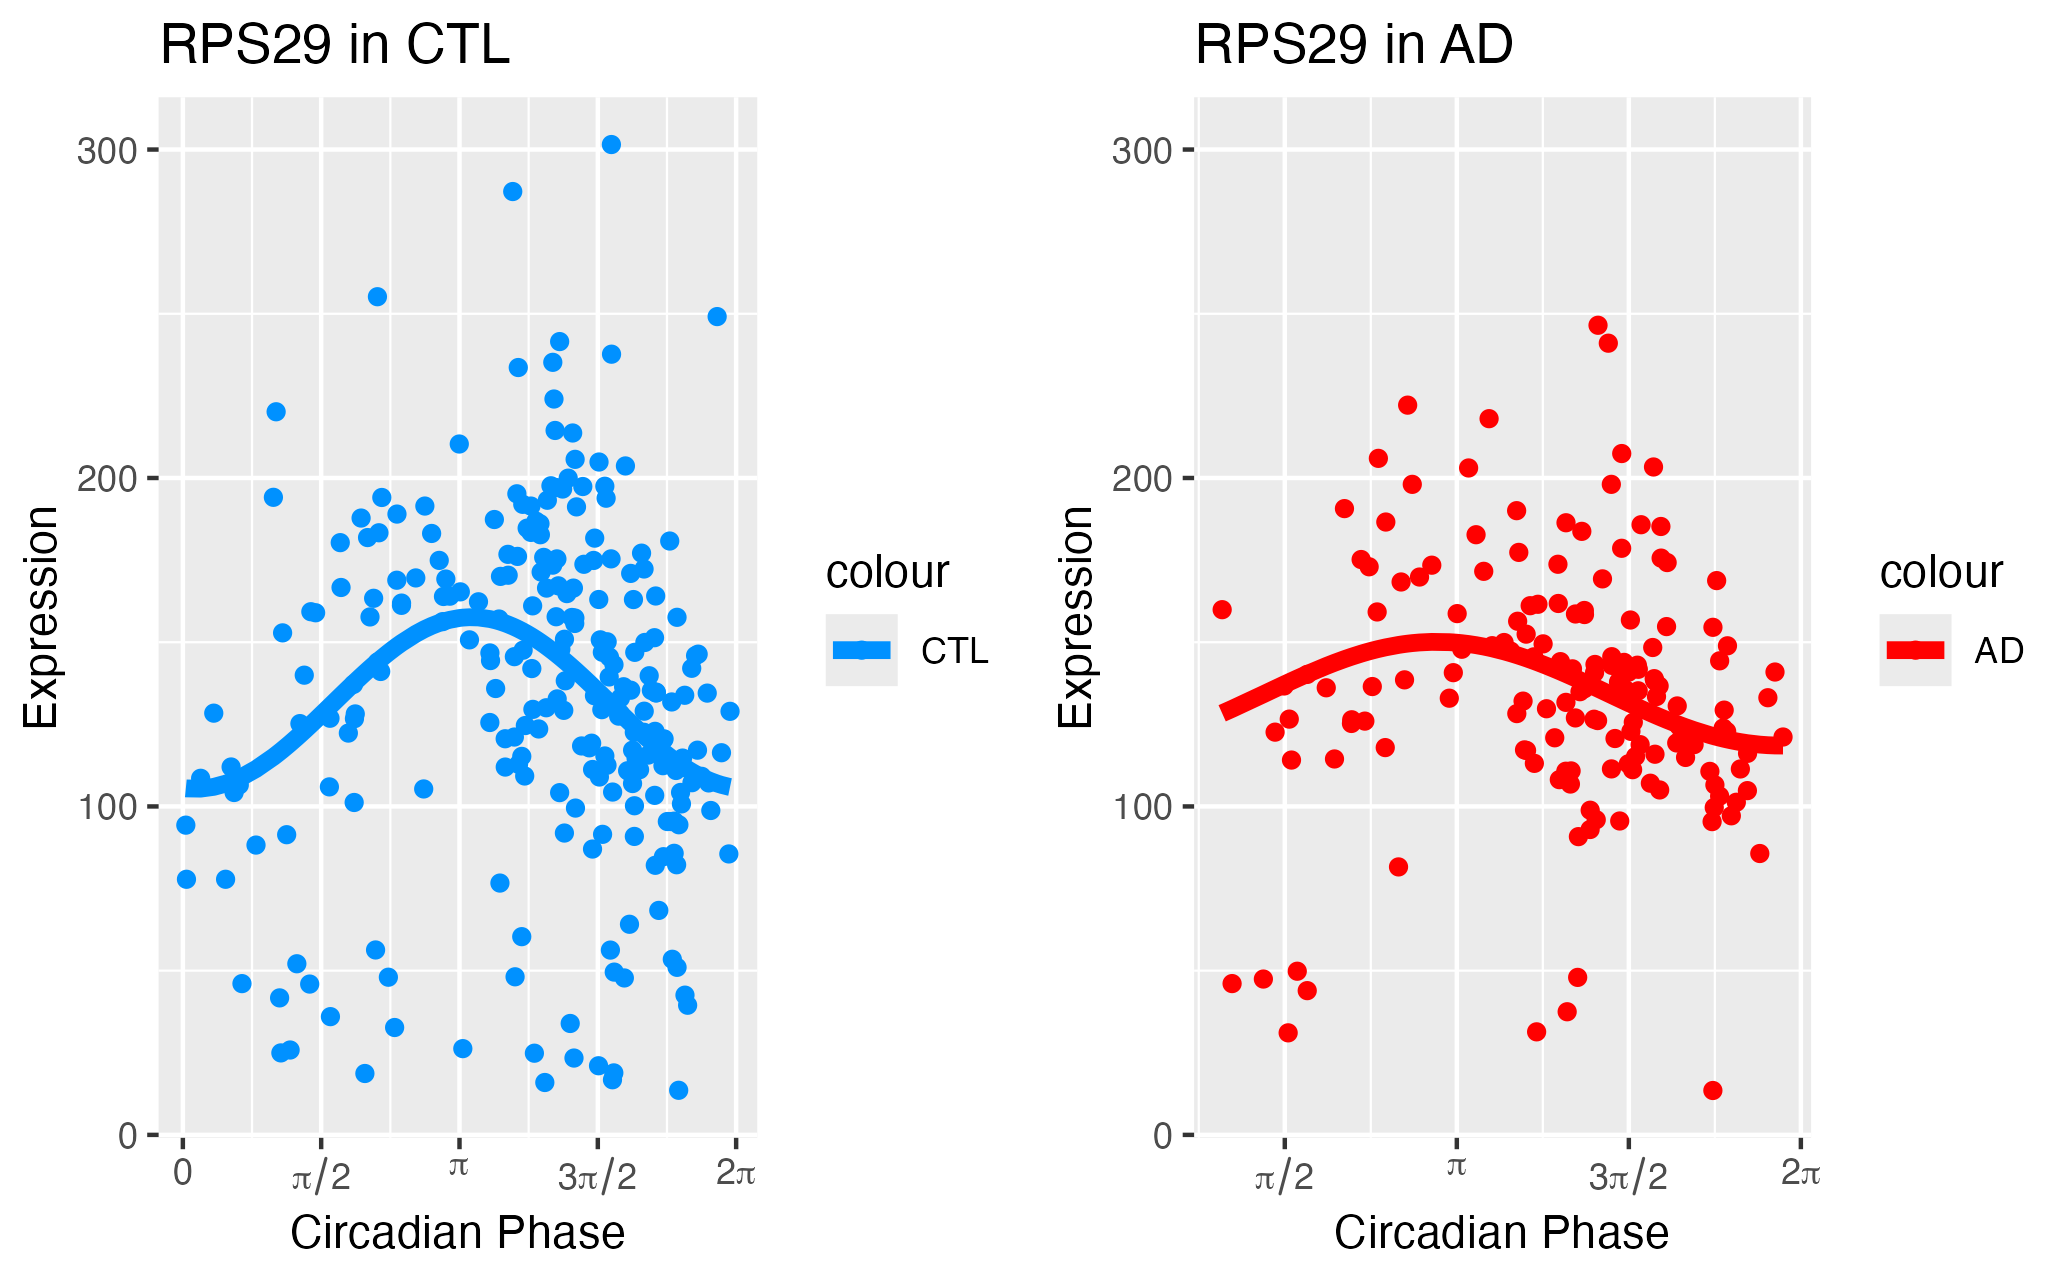 RPS29 in CTL
Expression
300
200
100
0
0 π/2 π 3π/2 2π
Circadian Phase
colour
CTL
RPS29 in AD
Expression
300
200
100
0
π/2 π 3π/2 2π
Circadian Phase
colour
AD